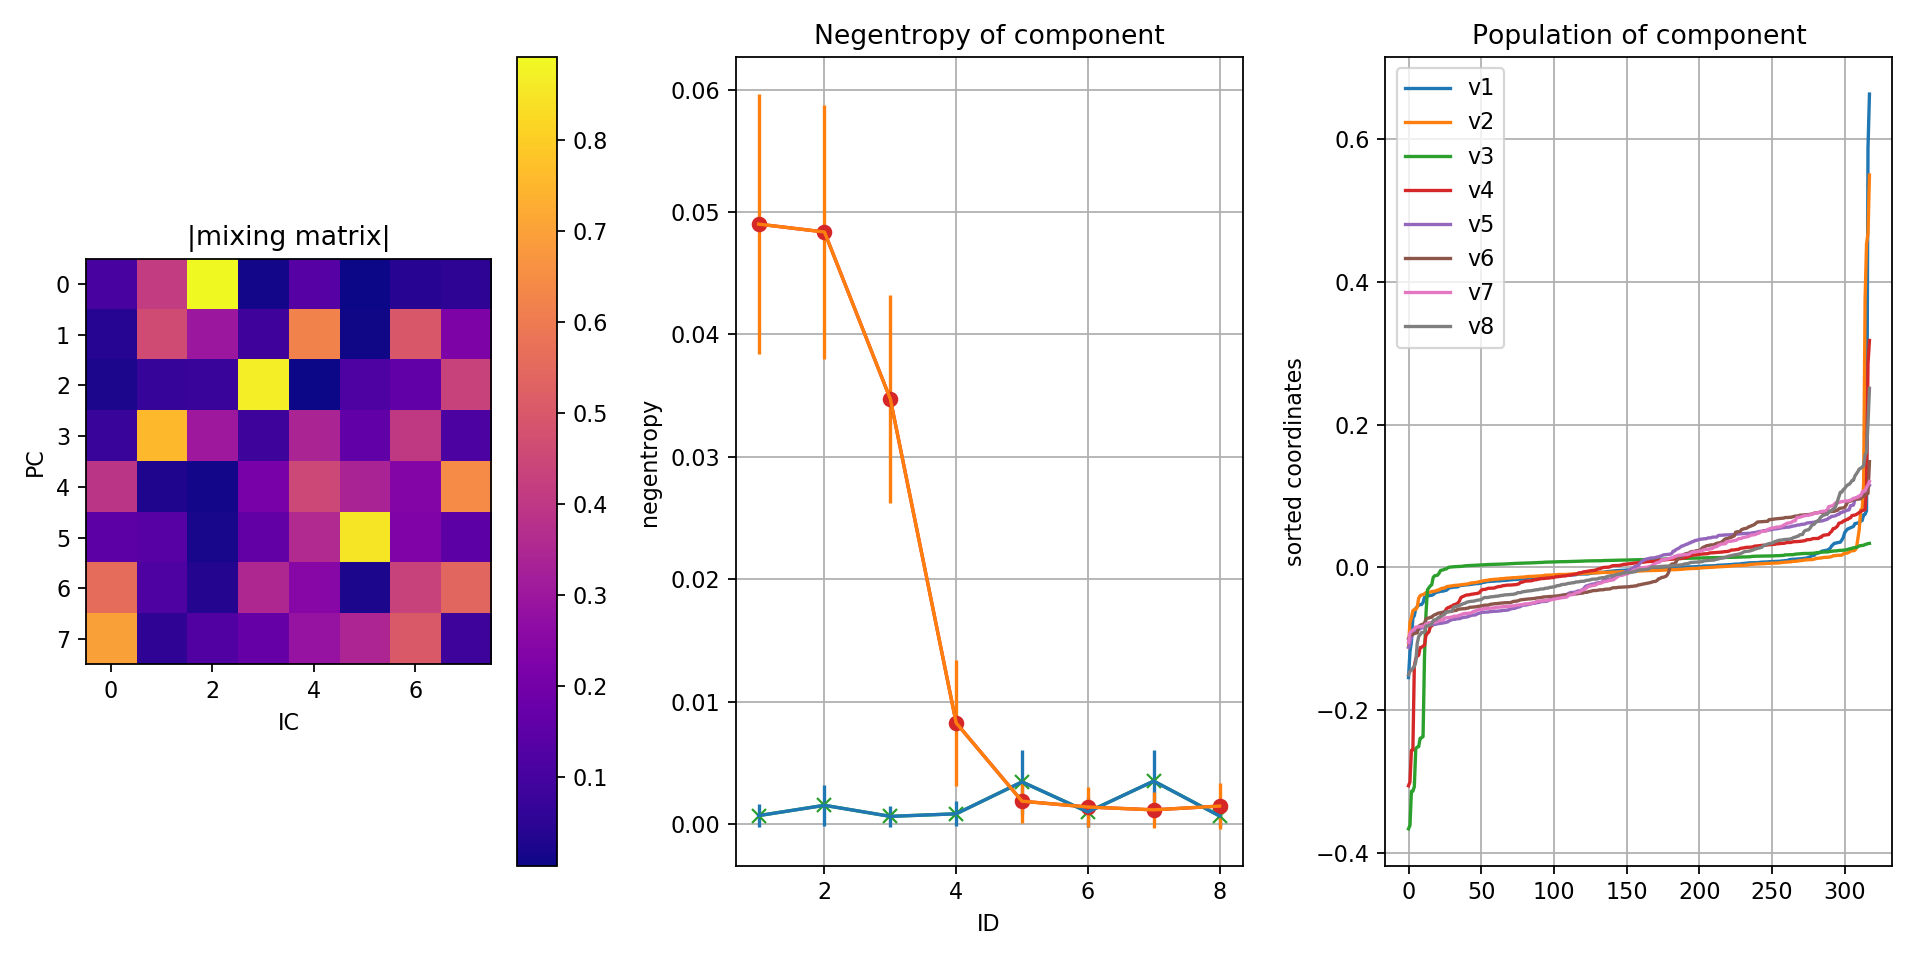 |mixing matrix|
0
1
2
3
4
5
6
7
PC
0 2 4 6
IC
0.8
0.7
0.6
0.5
0.4
0.3
0.2
0.1
Negentropy of component
0.06
0.05
0.04
0.03
0.02
0.01
0.00
negentropy
2 4 6 8
ID
Population of component
v1
v2
v3
v4
v5
v6
v7
v8
0.6
0.4
0.2
0.0
−0.2
−0.4
sorted coordinates
0 50 100 150 200 250 300